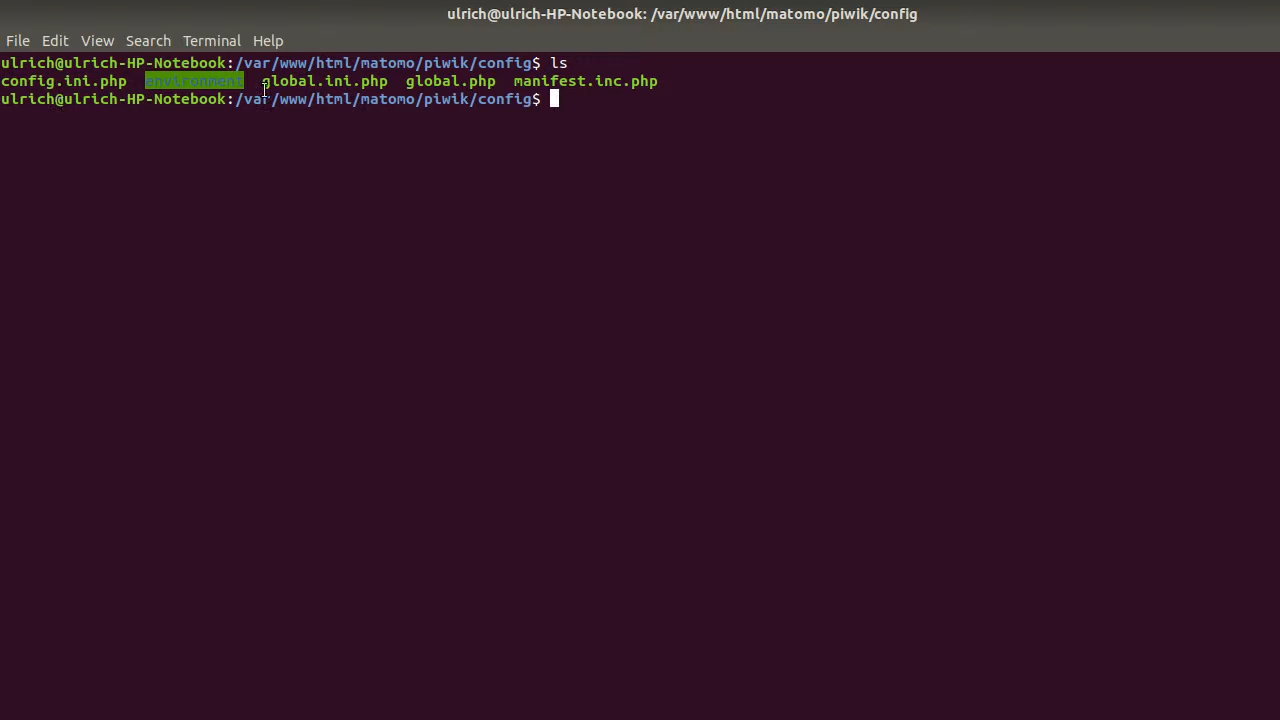 ulrich@ulrich-HP-Notebook: /var/www/html/matomo/piwik/config
File Edit View Search Terminal Help
ulrich@ulrich-HP-Notebook:/var/www/html/matomo/piwik/config$ ls
config.ini.php environment global.ini.php global.php manifest.inc.php
ulrich@ulrich-HP-Notebook:/var/www/html/matomo/piwik/config$